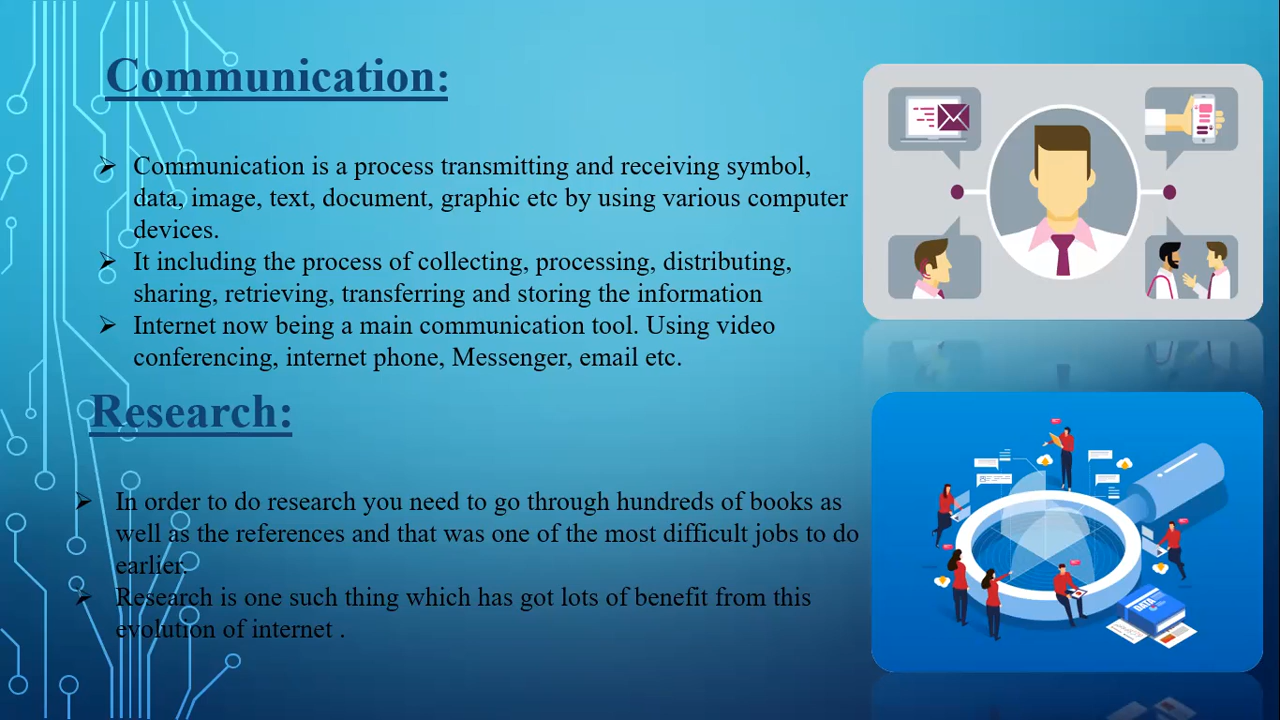 Communication:
➢ Communication is a process transmitting and receiving symbol,
data, image, text, document, graphic etc by using various computer
devices.
➢ It including the process of collecting, processing, distributing,
sharing, retrieving, transferring and storing the information
➢ Internet now being a main communication tool. Using video
conferencing, internet phone, Messenger, email etc.
Research:
➢ In order to do research you need to go through hundreds of books as
well as the references and that was one of the most difficult jobs to do
earlier.
➢ Research is one such thing which has got lots of benefit from this
evolution of internet .
DATA